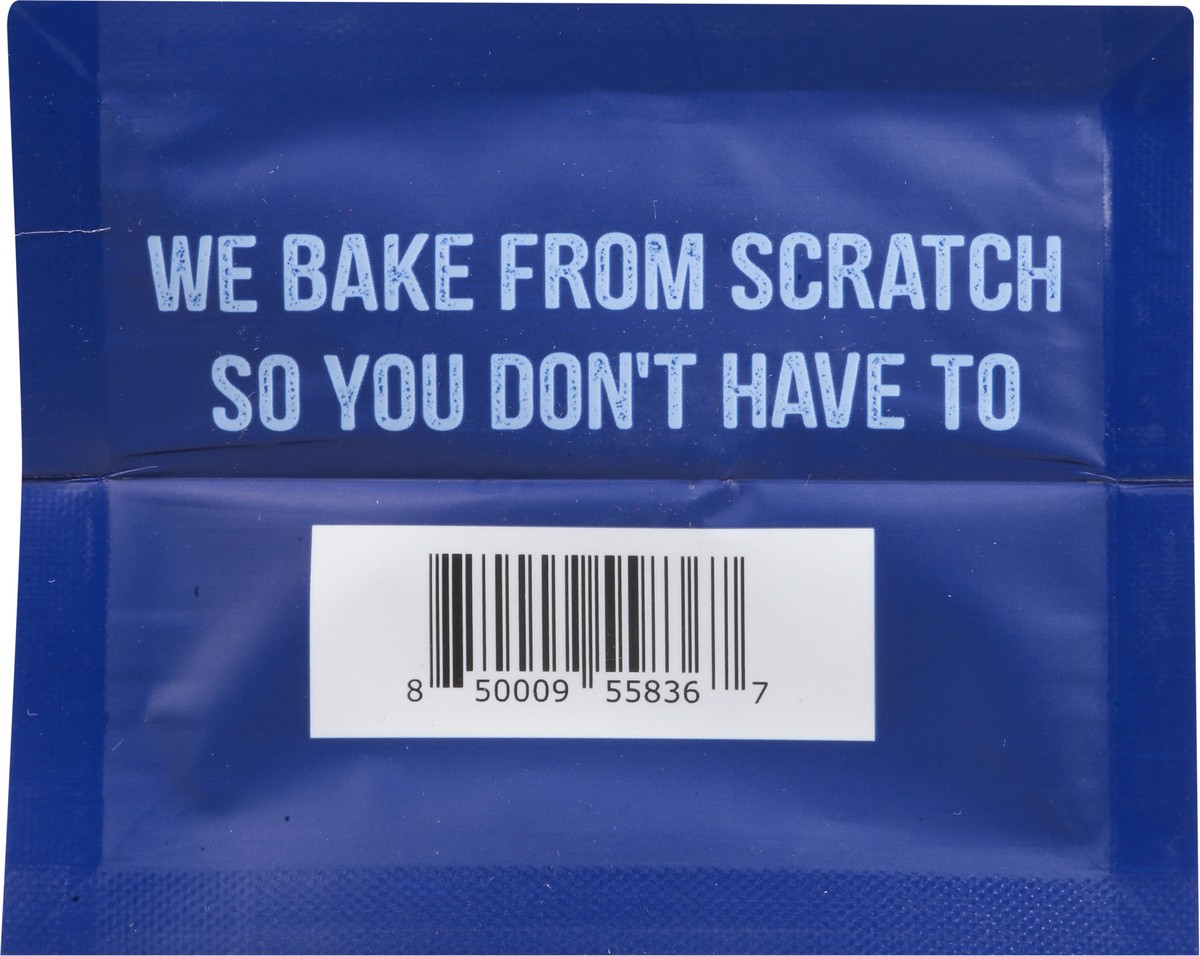 WE BAKE FROM SCRATCH
SO YOU DON'T HAVE TO
8 50009 55836 7